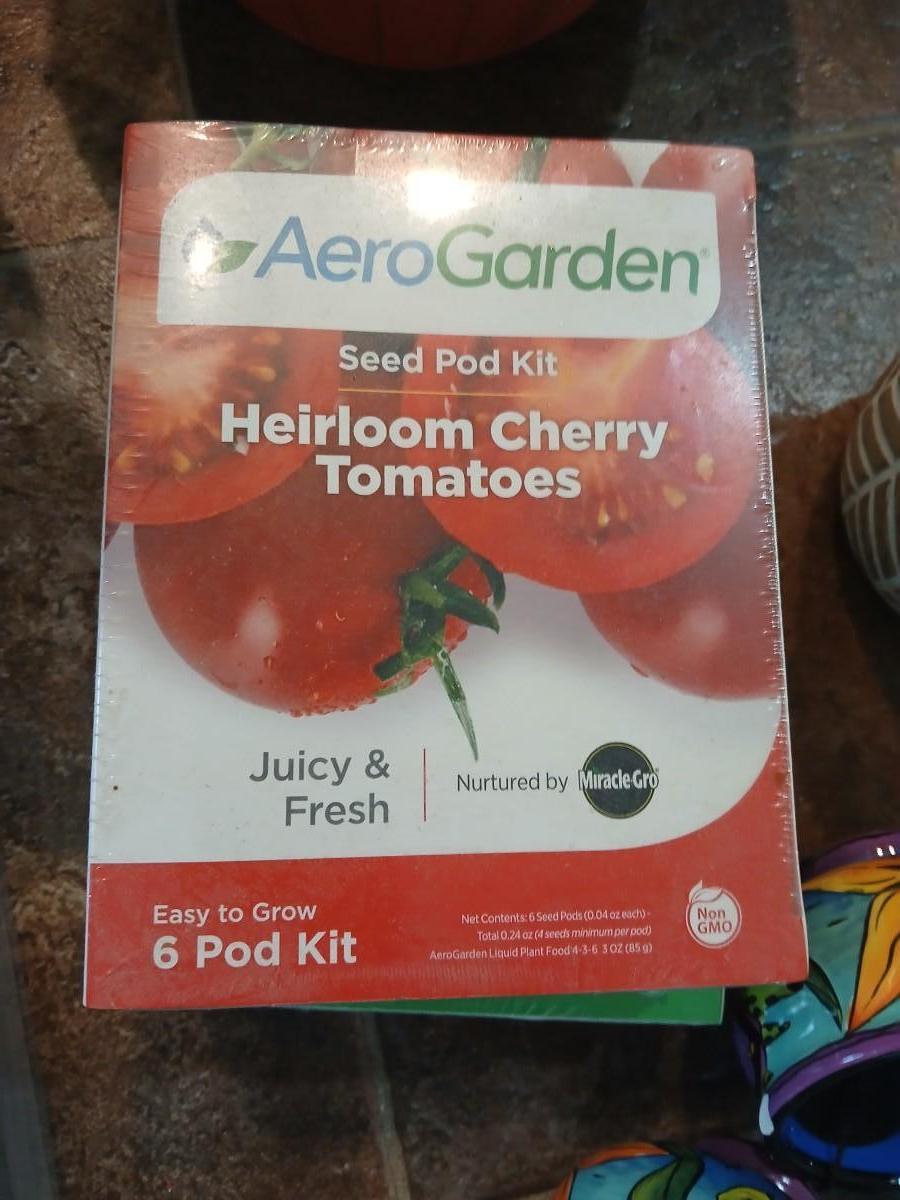 AeroGarden®
Seed Pod Kit
Heirloom Cherry
Tomatoes
Juicy &
Fresh
Nurtured by Miracle-Gro®
Easy to Grow
6 Pod Kit
Net Contents: 6 Seed Pods (0.04 oz each) -
Total 0.24 oz (4 seeds minimum per pod)
AeroGarden Liquid Plant Food 4-3-6 3 OZ (85 g)
Non
GMO